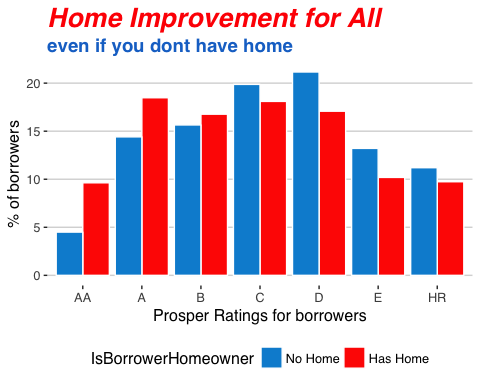 Home Improvement for All
even if you dont have home
% of borrowers
20
15
10
5
0
AA A B C D E HR
Prosper Ratings for borrowers
IsBorrowerHomeowner No Home Has Home